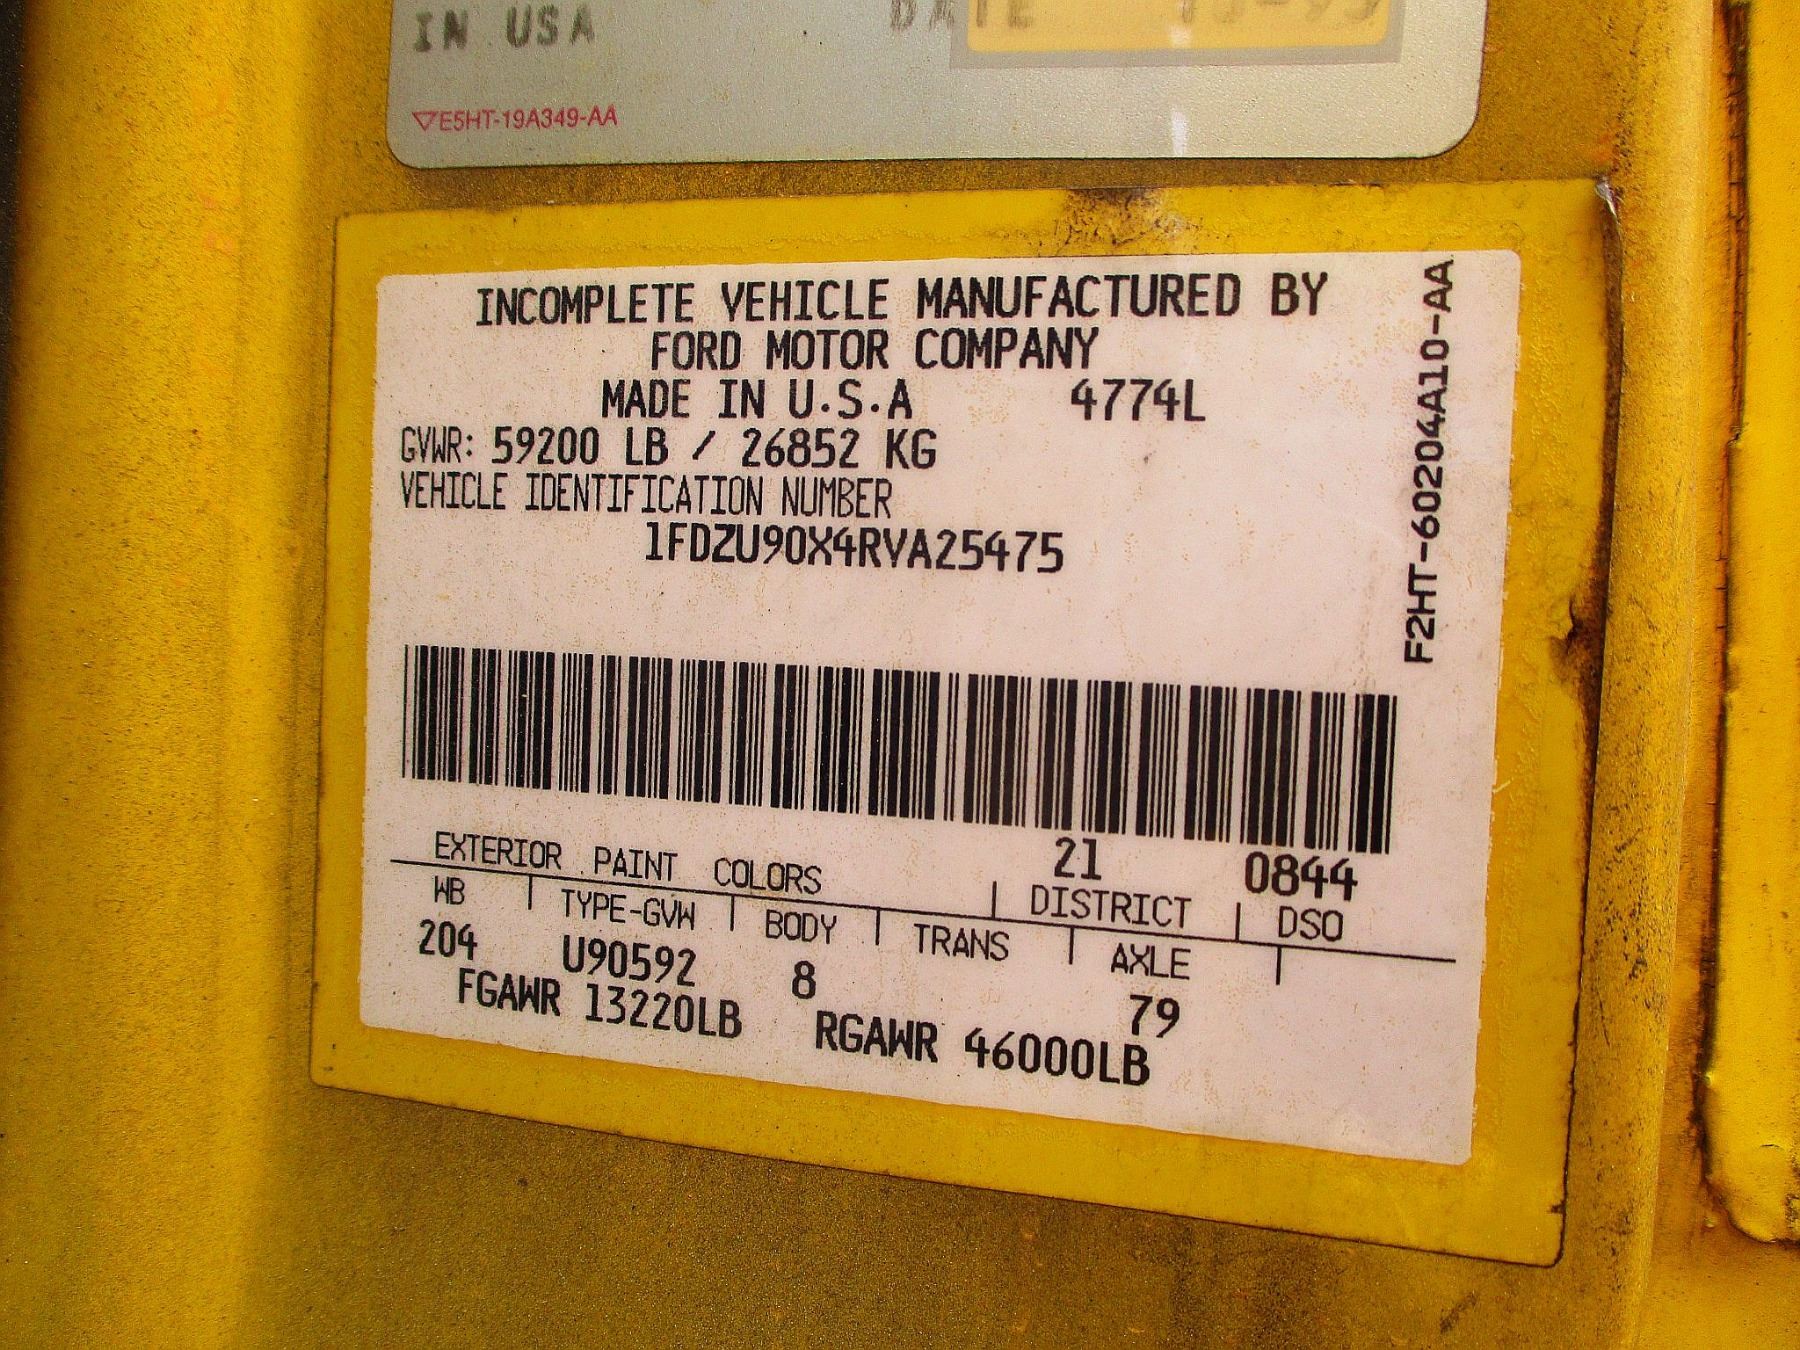 IN USA DATE
▽E5HT-19A349-AA
INCOMPLETE VEHICLE MANUFACTURED BY
FORD MOTOR COMPANY
MADE IN U.S.A 4774L
GVWR: 59200 LB / 26852 KG
VEHICLE IDENTIFICATION NUMBER
1FDZU90X4RVA25475
F2HT-60204A10-AA
21 0844
EXTERIOR PAINT COLORS DISTRICT DSO
WB TYPE-GVW BODY TRANS AXLE
204 U90592 8 79
FGAWR 13220LB RGAWR 46000LB